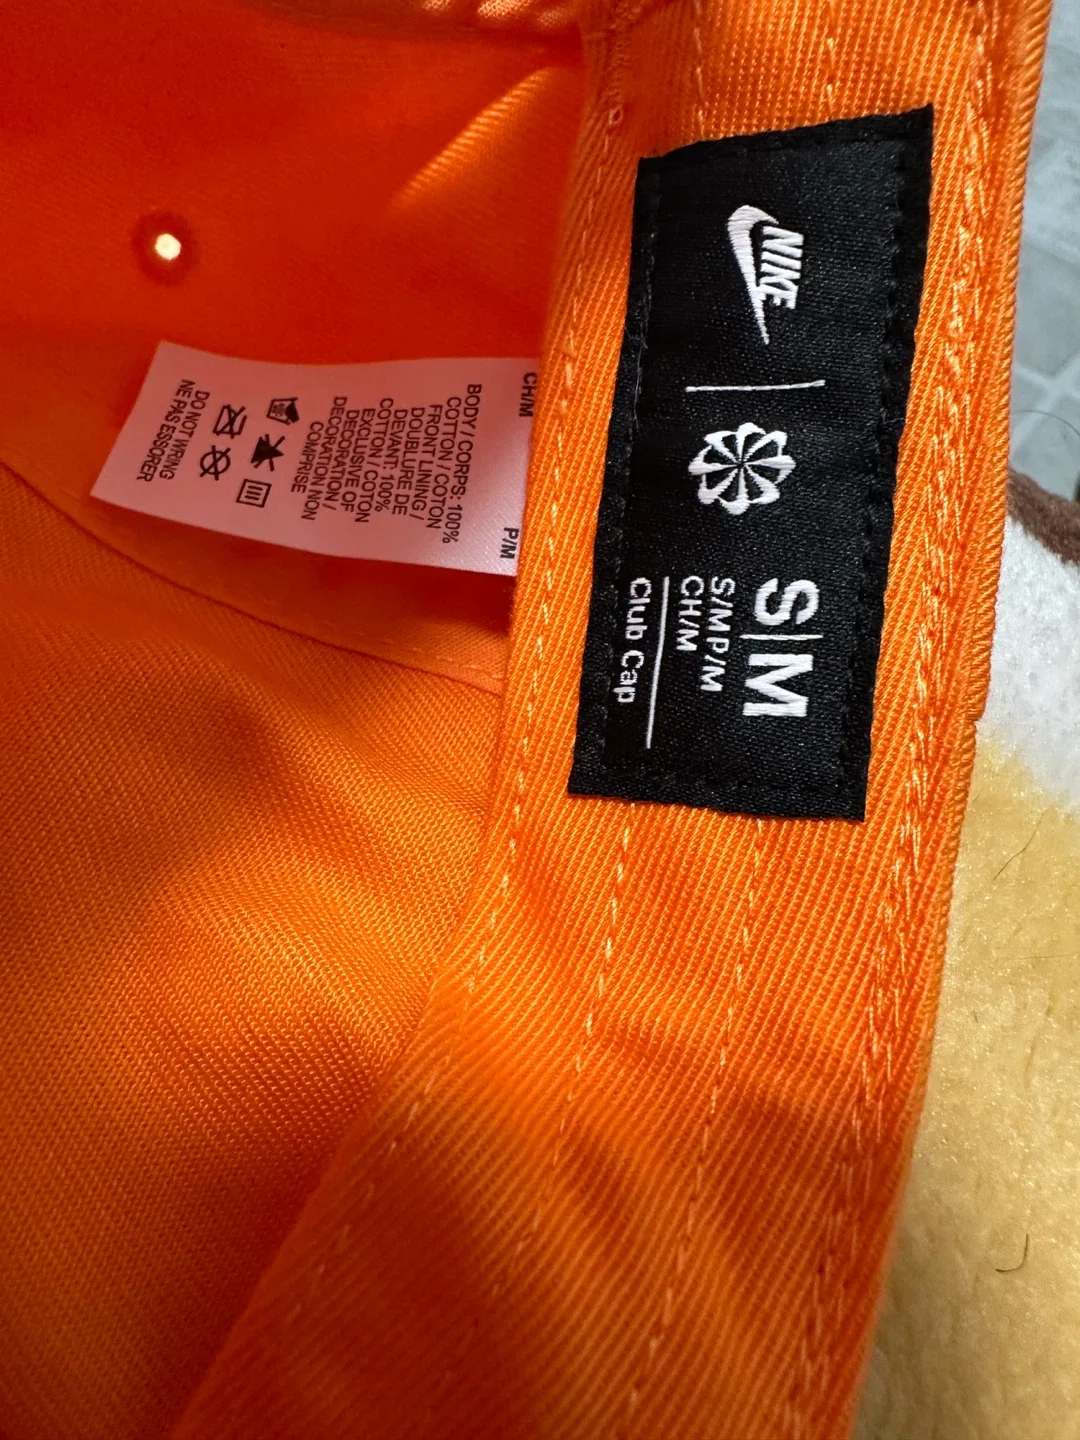 NIKE
S|M
S/M P/M
CH/M
Club Cap
CH/M P/M
BODY / CORPS: 100%
COTTON / COTON
FRONT LINING /
DOUBLURE DE
DEVANT: 100%
COTTON / COTON
EXCLUSIVE OF
DECORATION /
DECORATION NON
COMPRISE
DO NOT WRING
NE PAS ESSORER